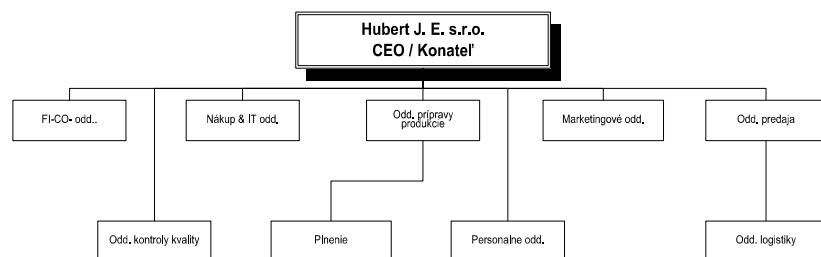 Hubert J. E. s.r.o.
CEO / Konateľ
FI-CO- odd..
Nákup & IT odd.
Odd. prípravy
produkcie
Marketingové odd.
Odd. predaja
Odd. kontroly kvality
Plnenie
Personalne odd.
Odd. logistiky